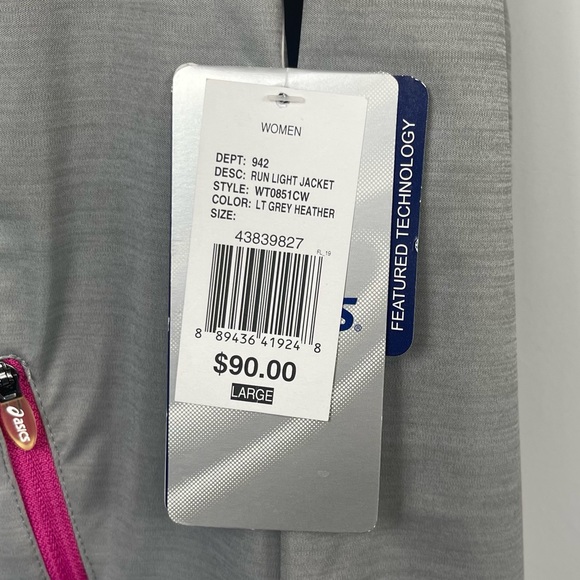 WOMEN
DEPT: 942
DESC: RUN LIGHT JACKET
STYLE: WT0851CW
COLOR: LT GREY HEATHER
SIZE:
43839827
FL_19
8 89436 41924 8
$90.00
LARGE
S®
FEATURED TECHNOLOGY
asics